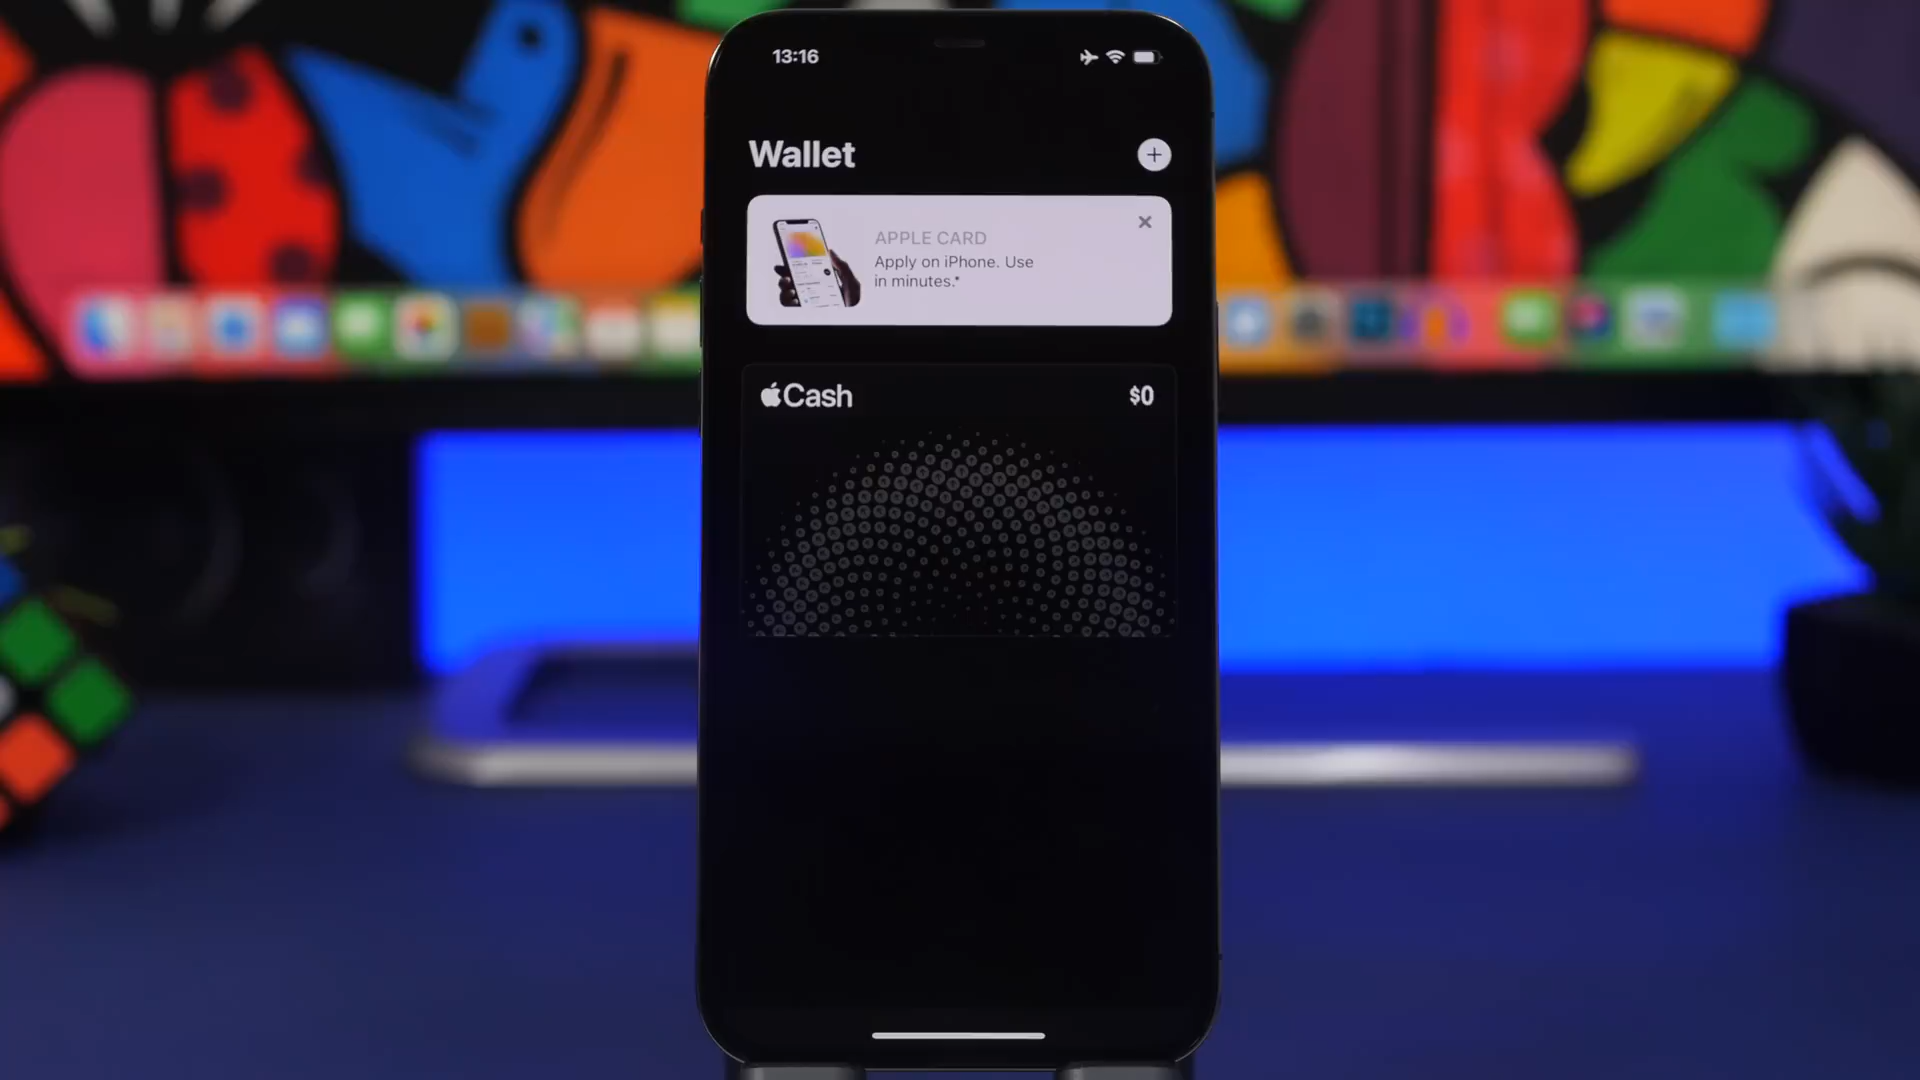 13:16
Wallet
APPLE CARD
Apply on iPhone. Use
in minutes.*
Cash
$0